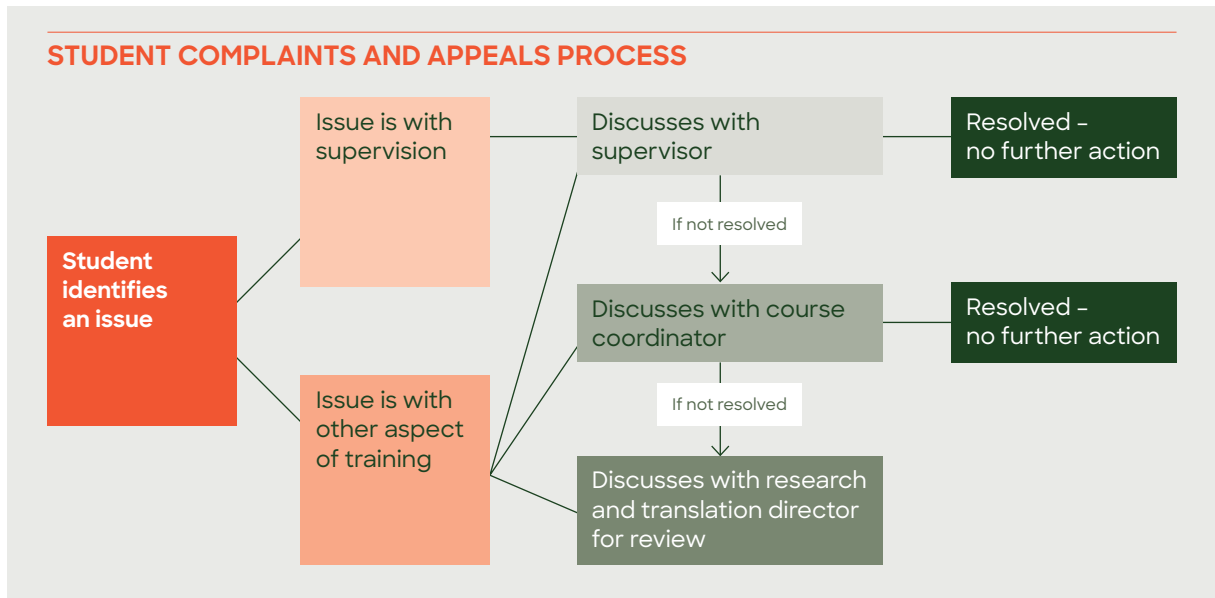 STUDENT COMPLAINTS AND APPEALS PROCESS
Student
identifies
an issue
Issue is with
supervision
Issue is with
other aspect
of training
Discusses with
supervisor
If not resolved
Discusses with course
coordinator
If not resolved
Discusses with research
and translation director
for review
Resolved –
no further action
Resolved –
no further action